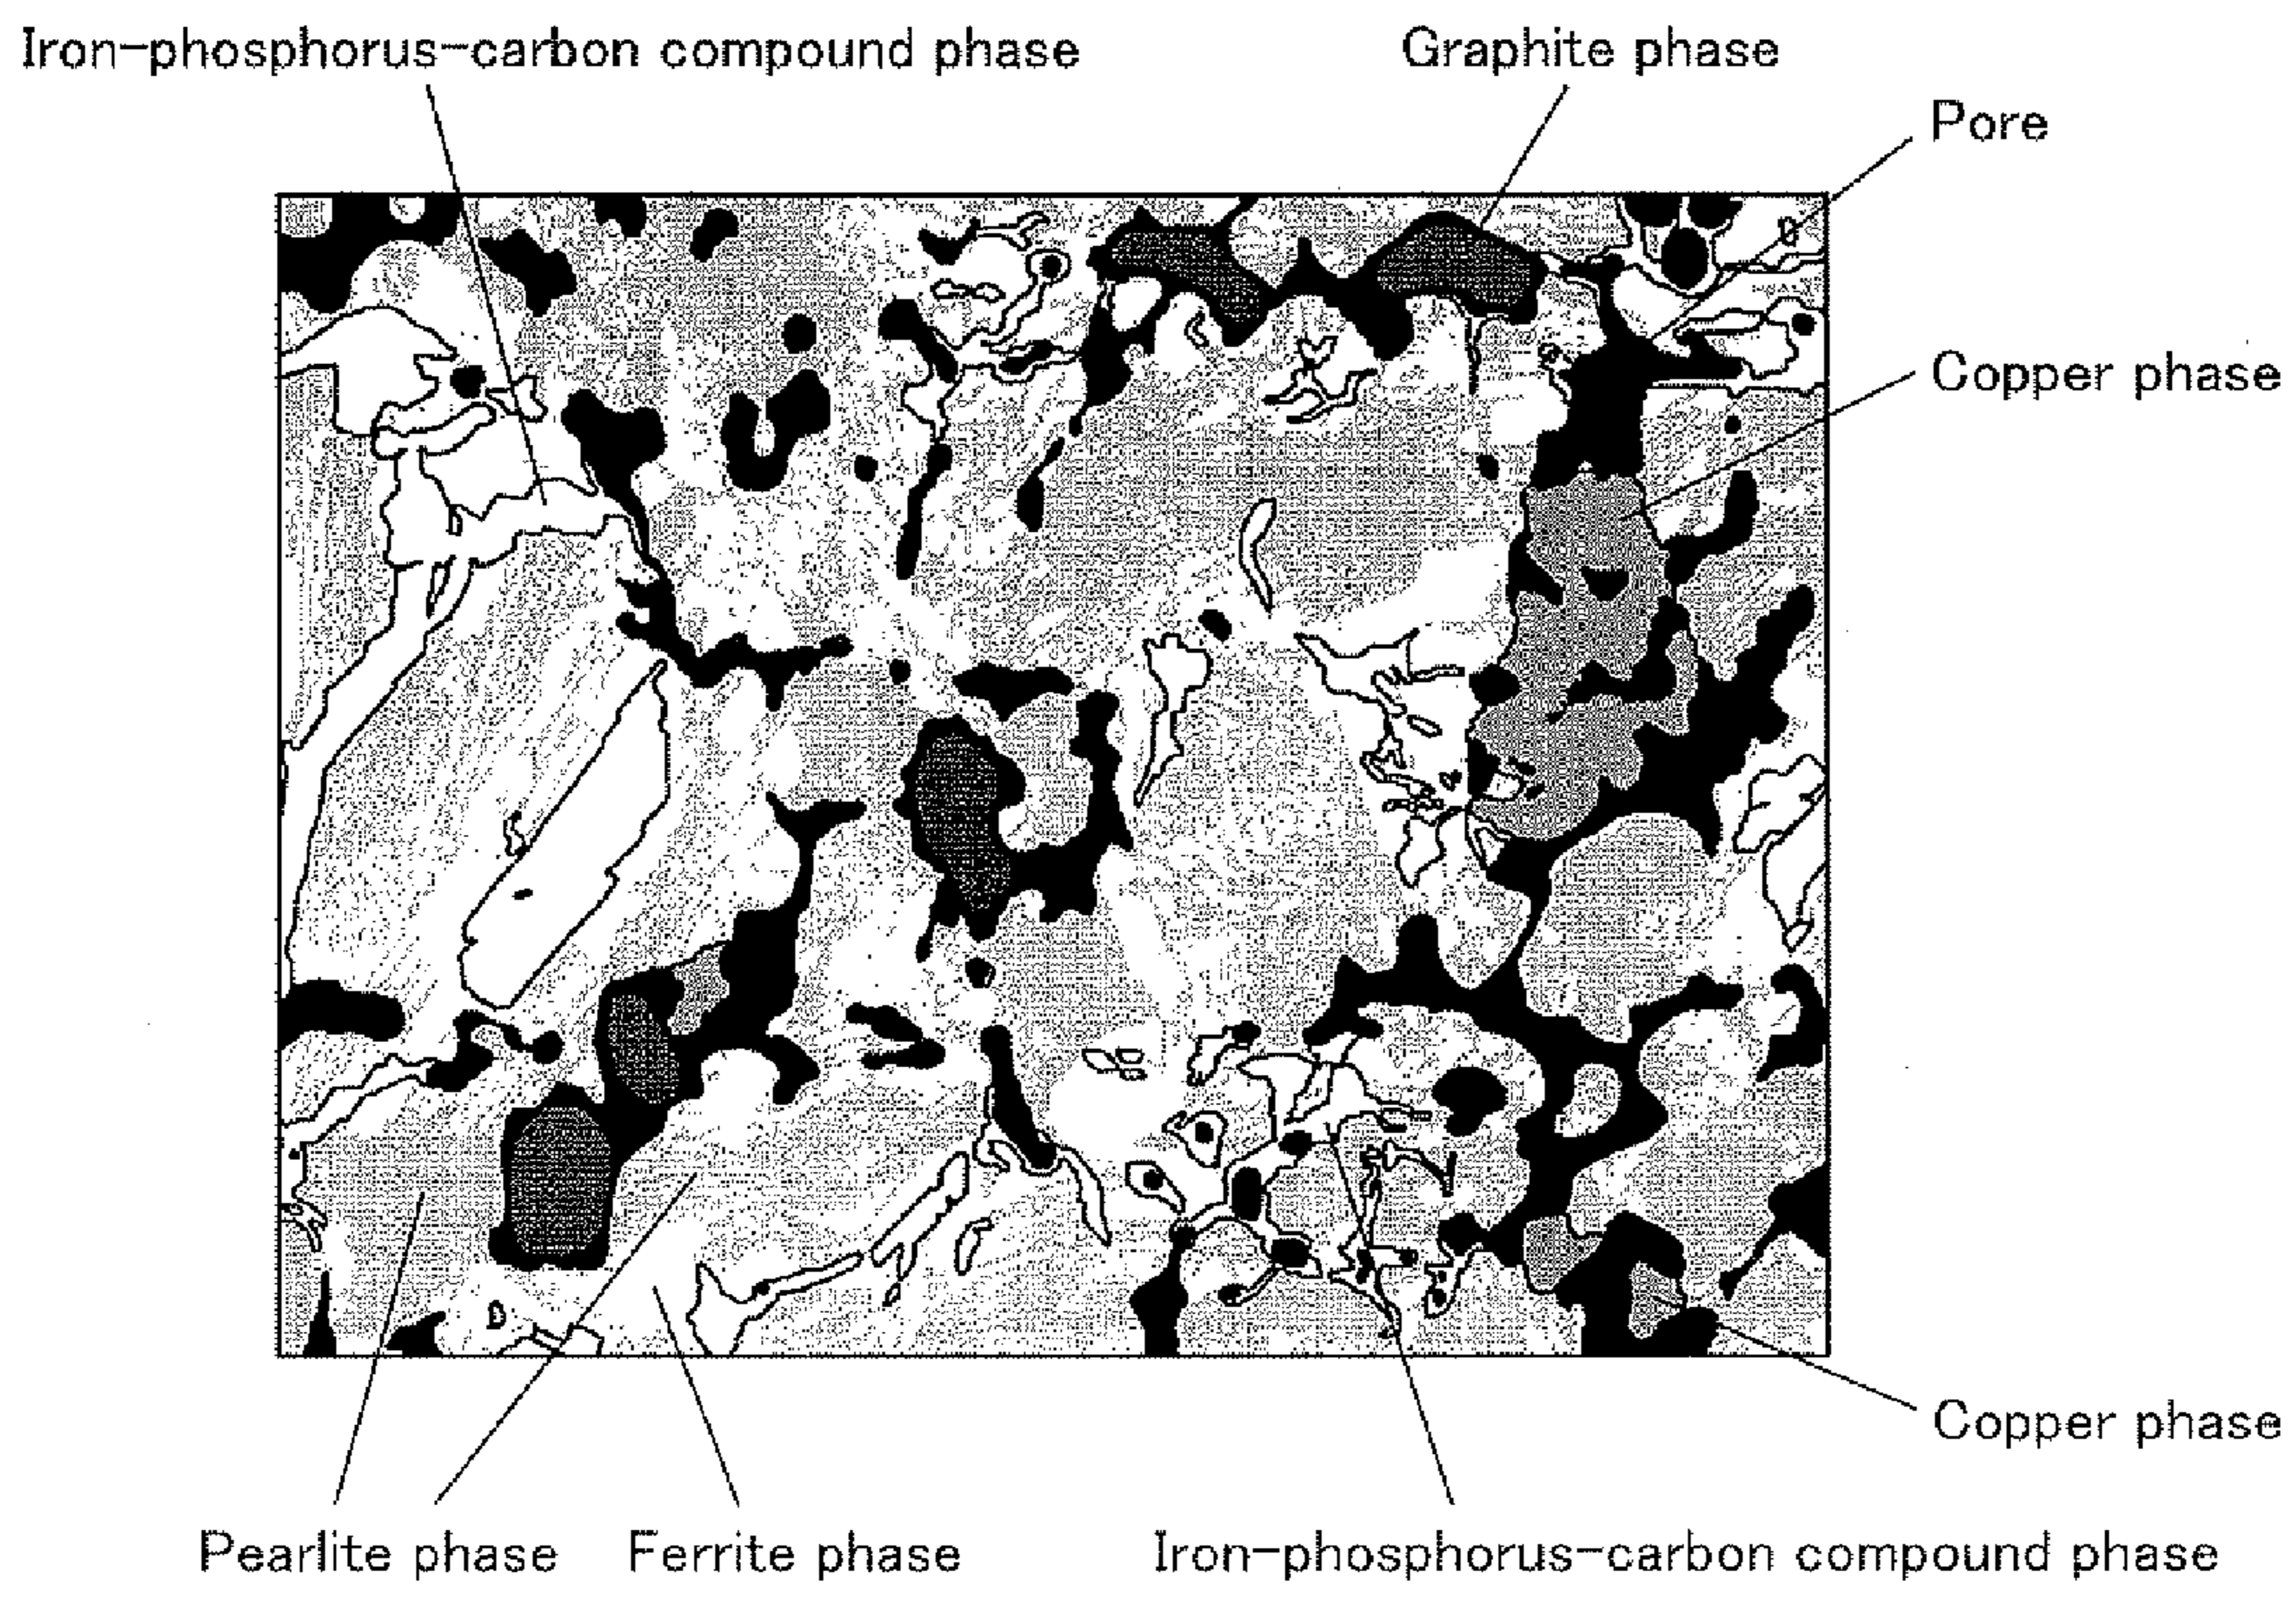 Iron-phosphorus-carbon compound phase
Graphite phase
Pore
Copper phase
Copper phase
Pearlite phase
Ferrite phase
Iron-phosphorus-carbon compound phase